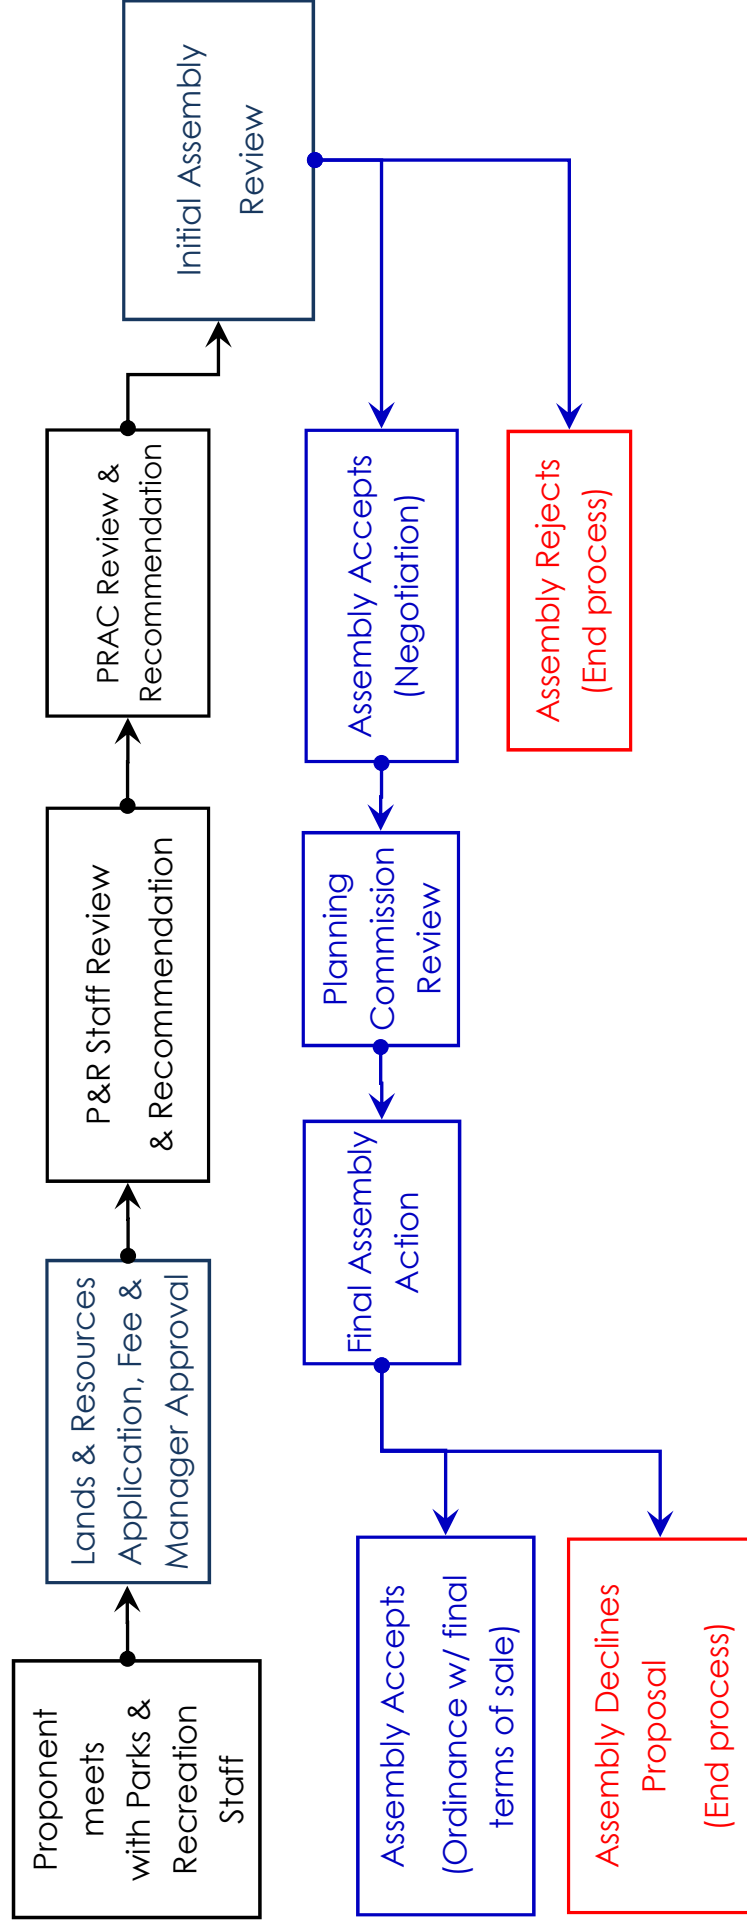 Proponent
meets
with Parks &
Recreation
Staff
Lands & Resources
Application, Fee &
Manager Approval
P&R Staff Review
& Recommendation
PRAC Review &
Recommendation
Initial Assembly
Review
Assembly Accepts
(Negotiation)
Assembly Rejects
(End process)
Planning
Commission
Review
Final Assembly
Action
Assembly Accepts
(Ordinance w/ final
terms of sale)
Assembly Declines
Proposal
(End process)